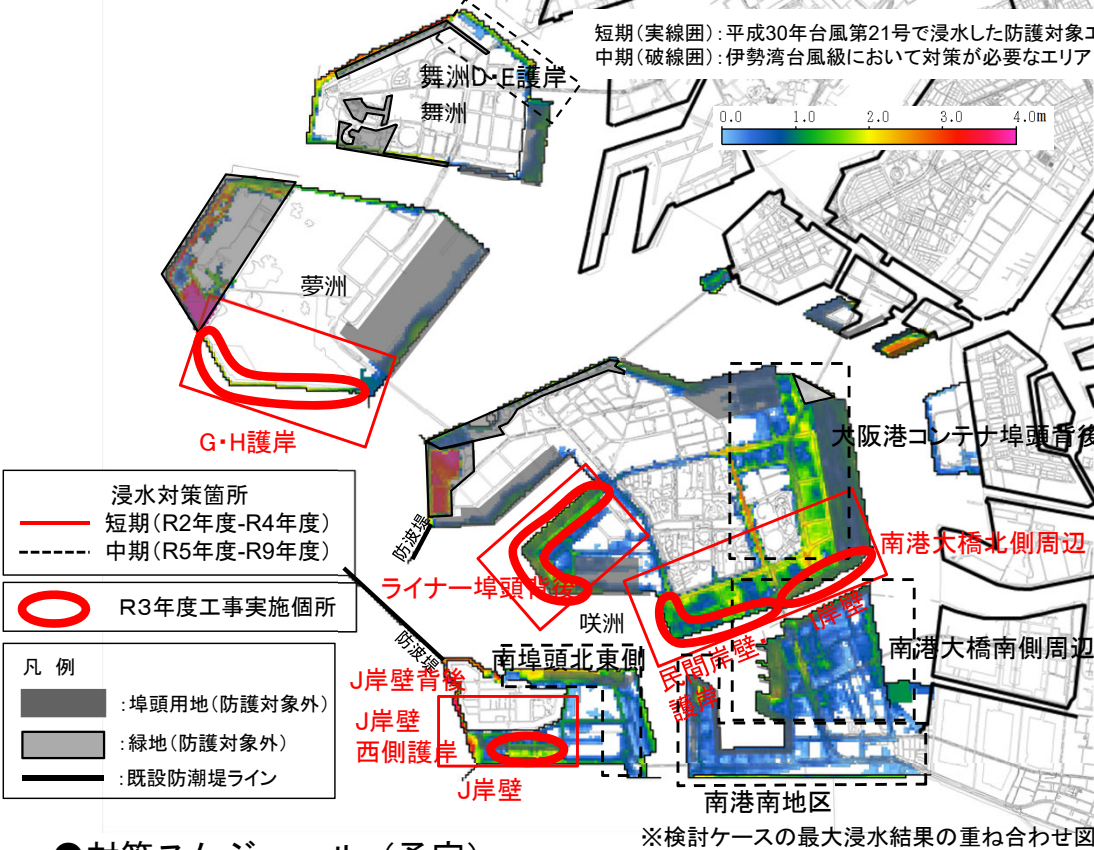 短期(実線囲):平成30年台風第21号で浸水した防護対象エ
中期(破線囲):伊勢湾台風級において対策が必要なエリア
0.0 1.0 2.0 3.0 4.0m
舞洲D・E護岸
舞洲
夢洲
G・H護岸
大阪港コンテナ埠頭背後
浸水対策箇所
短期(R2年度-R4年度)
中期(R5年度-R9年度)
R3年度工事実施個所
凡 例
:埠頭用地(防護対象外)
:緑地(防護対象外)
:既設防潮堤ライン
防波堤
ライナー埠頭背後
咲洲
南港大橋北側周辺
I岸壁
民間岸壁・
護岸
南港大橋南側周辺
防波堤
南埠頭北東側
J岸壁背後
J岸壁
西側護岸
J岸壁
南港南地区
※検討ケースの最大浸水結果の重ね合わせ図